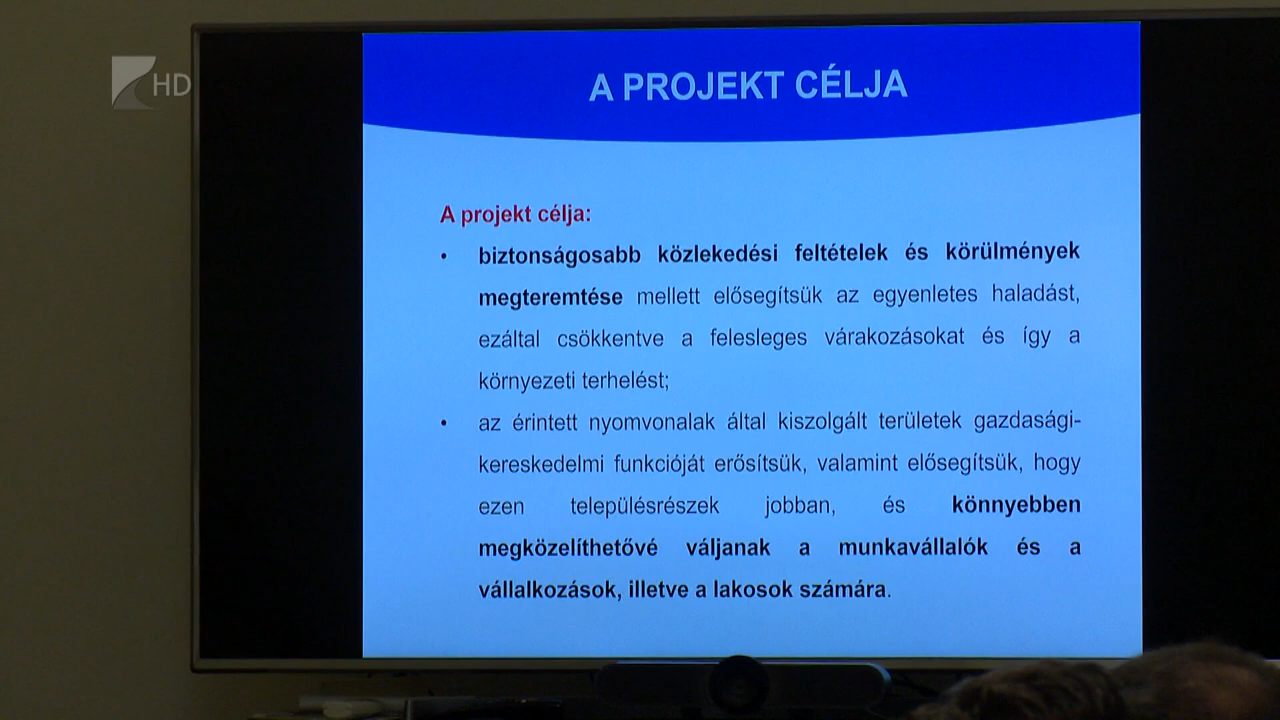 HD
A PROJEKT CÉLJA
A projekt célja:
• biztonságosabb közlekedési feltételek és körülmények
megteremtése mellett elősegítsük az egyenletes haladást,
ezáltal csökkentve a felesleges várakozásokat és így a
környezeti terhelést;
• az érintett nyomvonalak által kiszolgált területek gazdasági-
kereskedelmi funkcióját erősítsük, valamint elősegítsük, hogy
ezen településrészek jobban, és könnyebben
megközelíthetővé váljanak a munkavállalók és a
vállalkozások, illetve a lakosok számára.